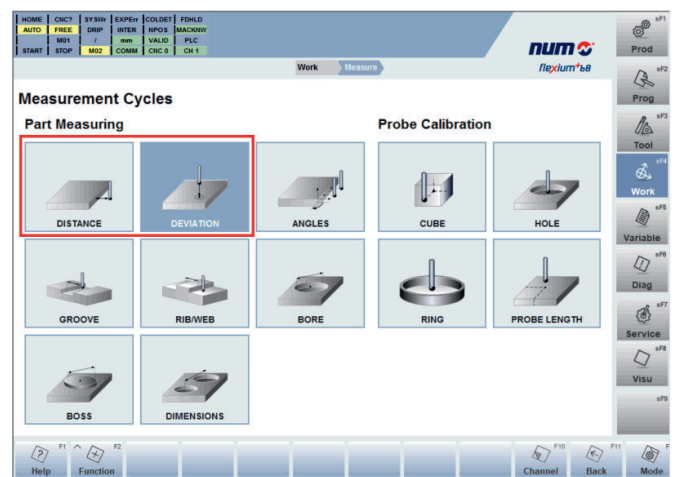 HOME CNC? SYSWr EXPErr COLDET FDHLD
AUTO FREE DRIP INTER NPOS MACKNW
M01 / mm VALID PLC
START STOP M02 COMM CNC 0 CH 1
num
flexium+68
Work Measure
Measurement Cycles
Part Measuring
Probe Calibration
DISTANCE
DEVIATION
ANGLES
CUBE
HOLE
GROOVE
RIB/WEB
BORE
RING
PROBE LENGTH
BOSS
DIMENSIONS
sF1
Prod
sF2
Prog
sF3
Tool
sF4
Work
sF5
Variable
sF6
Diag
sF7
Service
sF8
Visu
sF9
F1
Help
F2
Function
F10
Channel
F11
Back
F
Mode